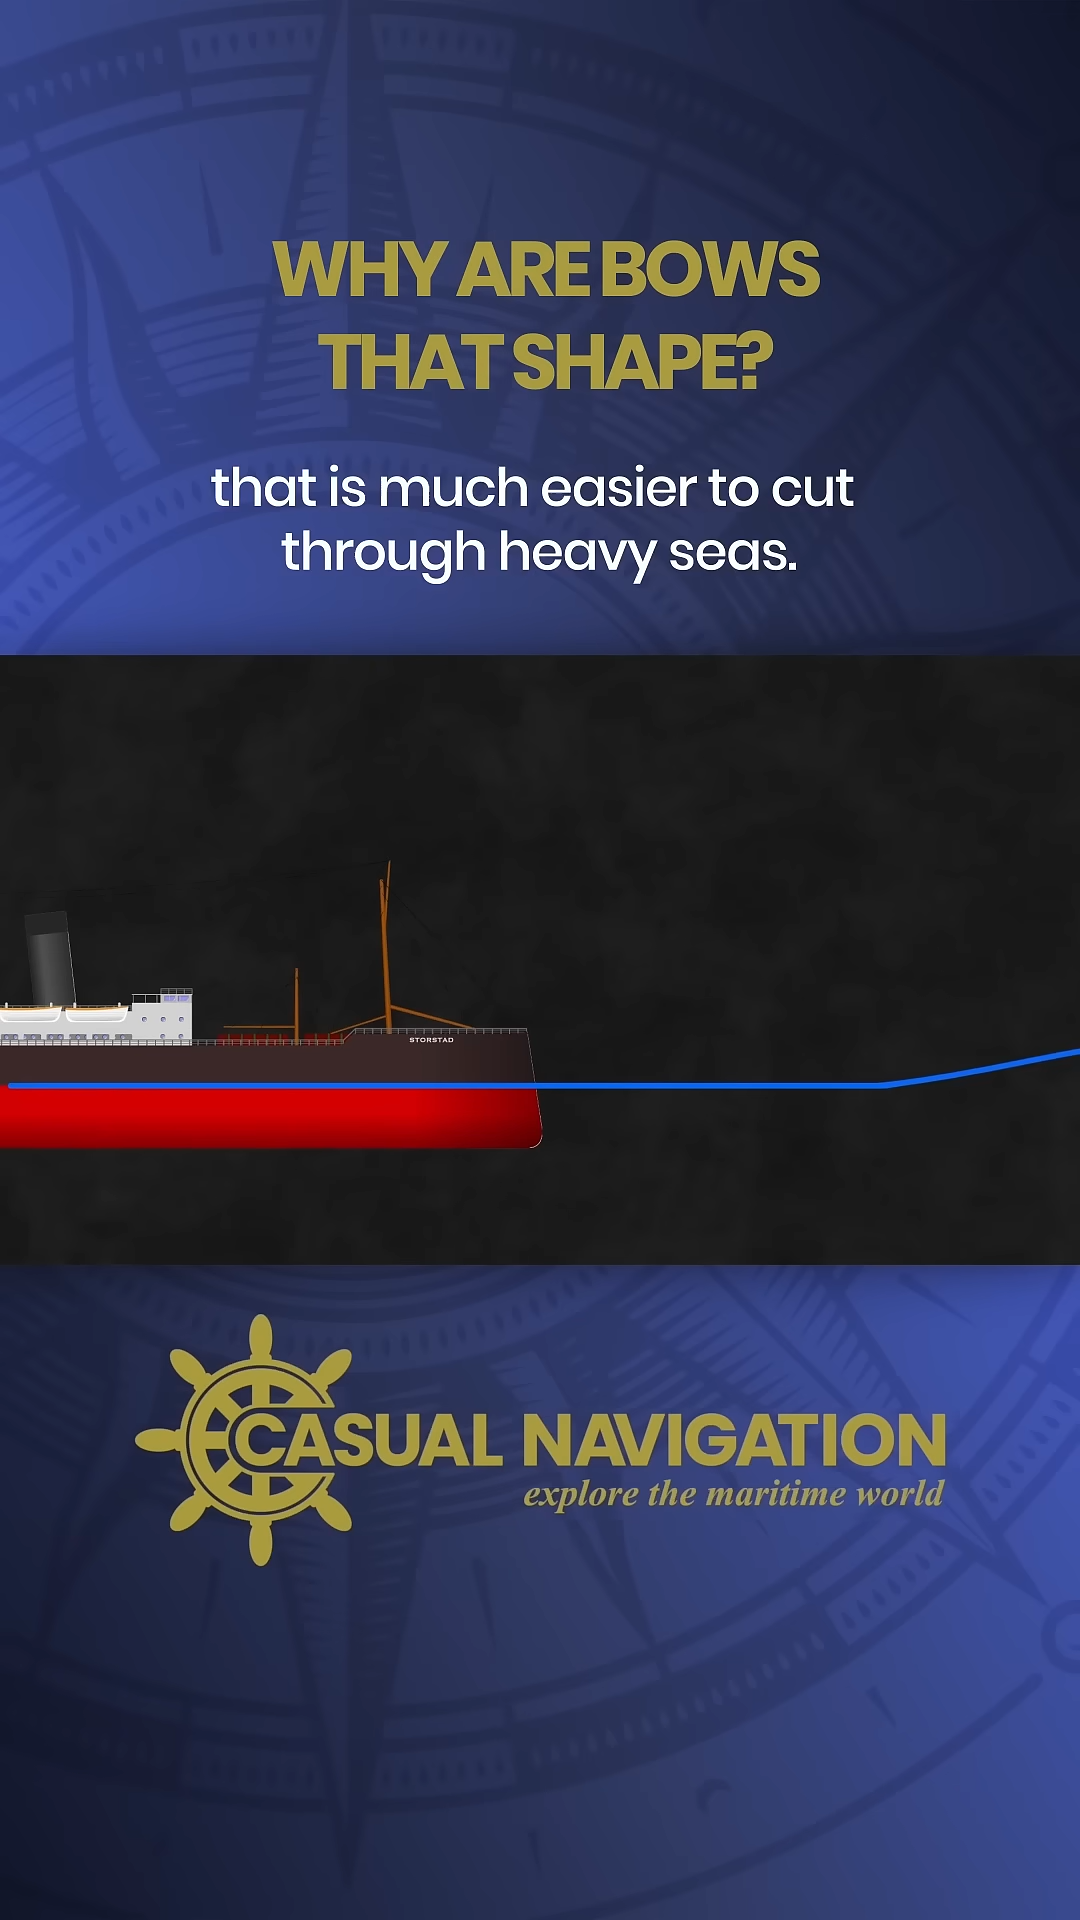 WHY ARE BOWS
THAT SHAPE?
that is much easier to cut
through heavy seas.
STORSTAD
CASUAL NAVIGATION
explore the maritime world